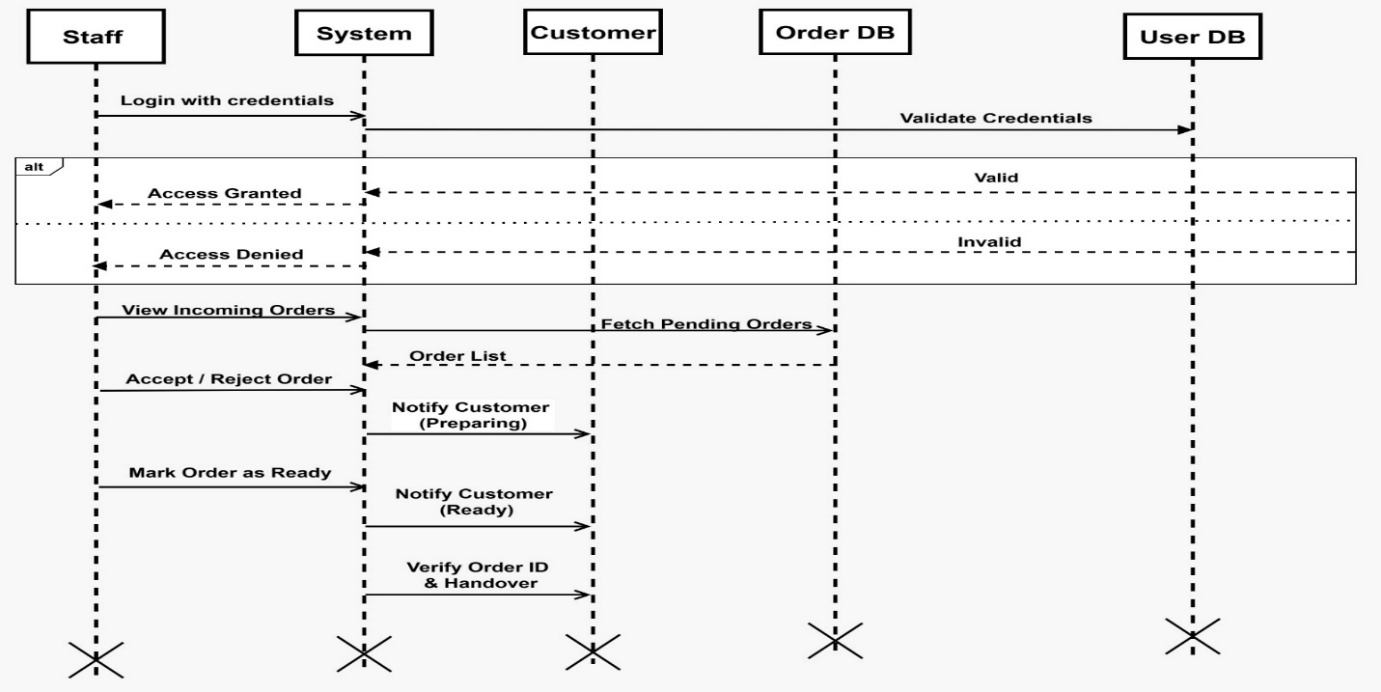 Staff
System
Customer
Order DB
User DB
Login with credentials
Validate Credentials
alt
Valid
Access Granted
Invalid
Access Denied
View Incoming Orders
Fetch Pending Orders
Order List
Accept / Reject Order
Notify Customer
(Preparing)
Mark Order as Ready
Notify Customer
(Ready)
Verify Order ID
& Handover